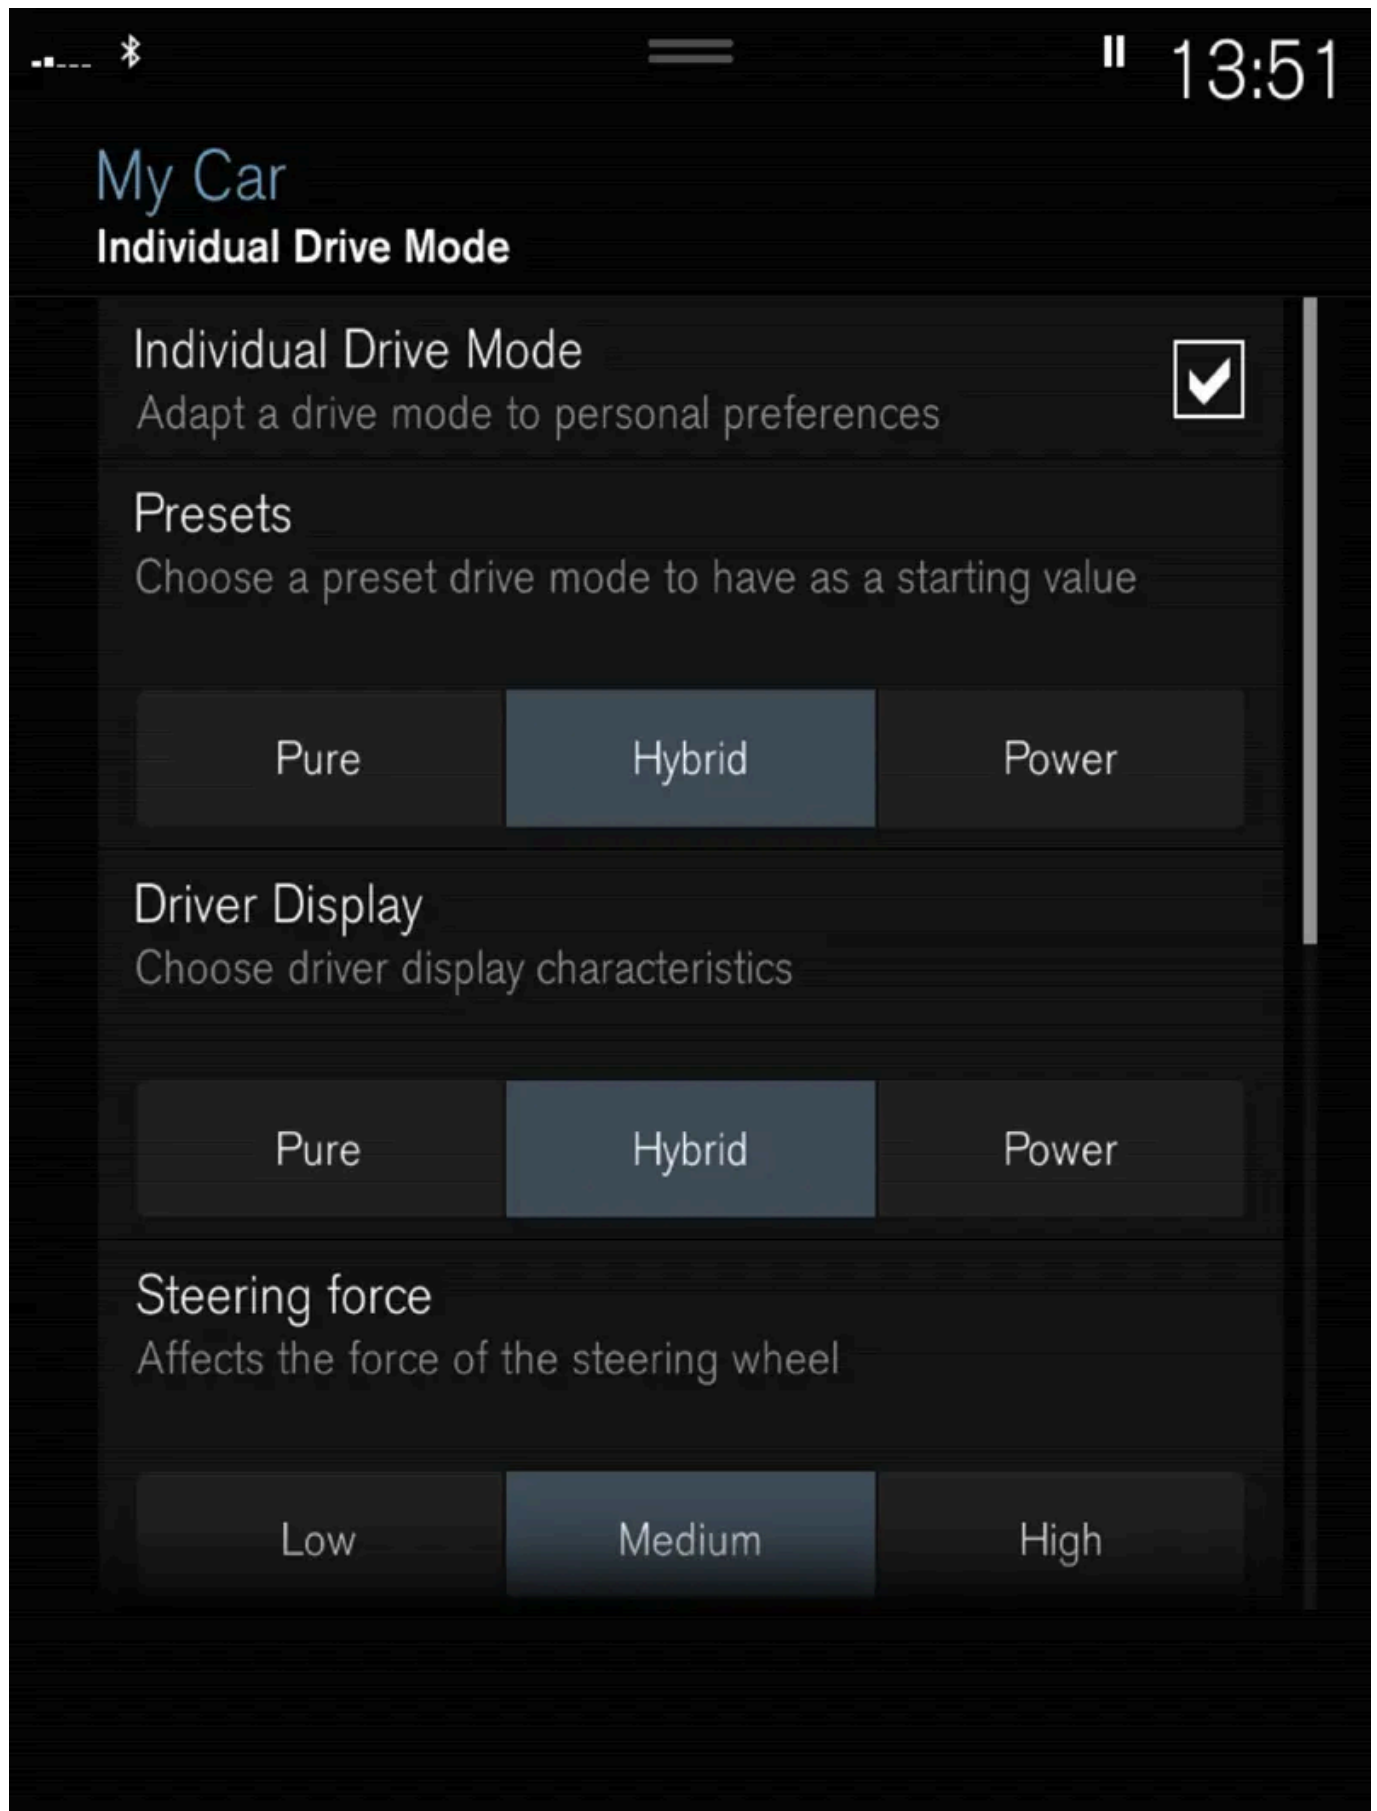 13:51
My Car
Individual Drive Mode
Individual Drive Mode
Adapt a drive mode to personal preferences
Presets
Choose a preset drive mode to have as a starting value
Pure Hybrid Power
Driver Display
Choose driver display characteristics
Pure Hybrid Power
Steering force
Affects the force of the steering wheel
Low Medium High